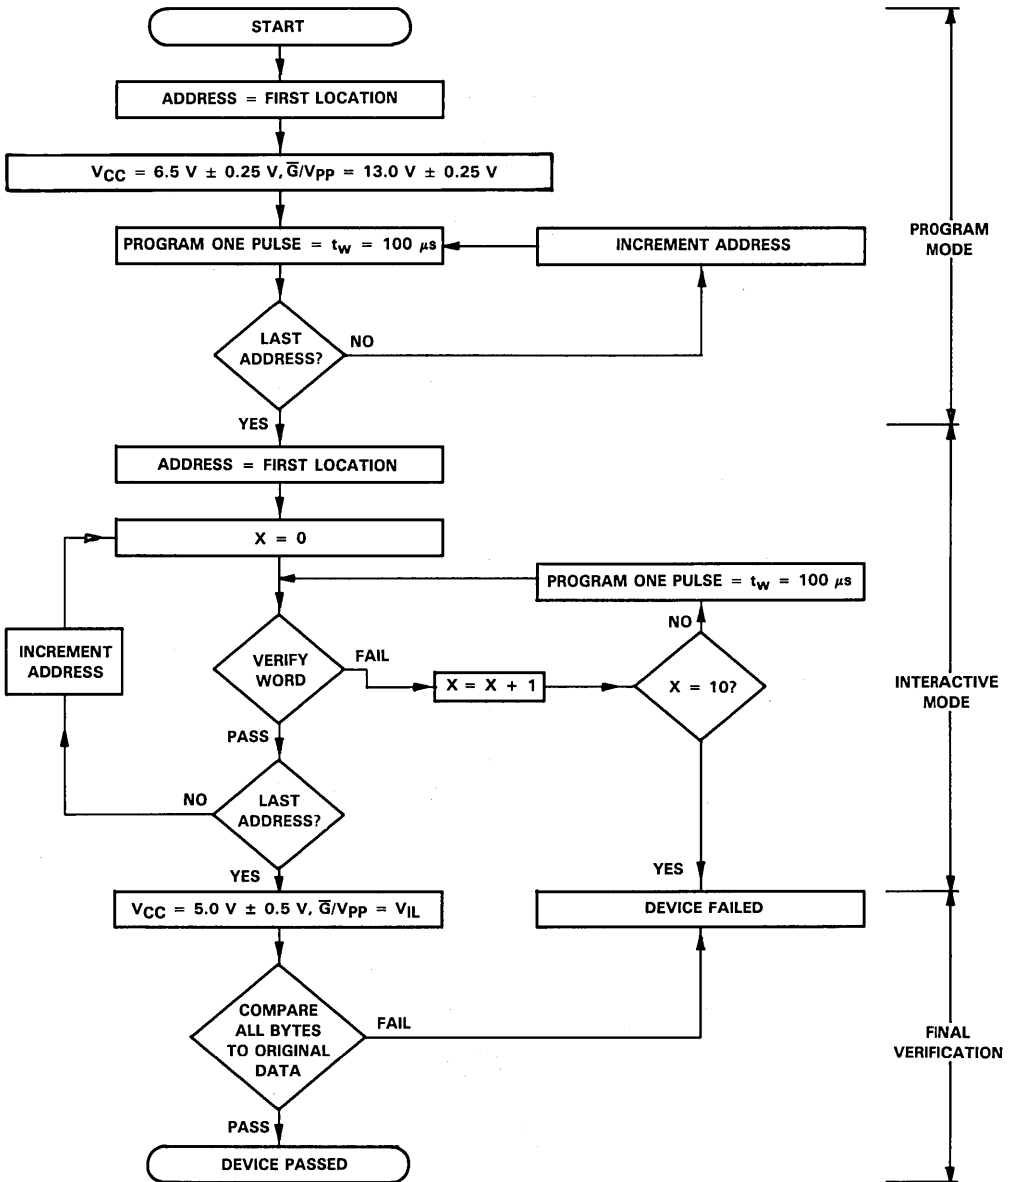 START
ADDRESS = FIRST LOCATION
VCC = 6.5 V ± 0.25 V, G̅/VPP = 13.0 V ± 0.25 V
PROGRAM ONE PULSE = tw = 100 μs
INCREMENT ADDRESS
PROGRAM
MODE
LAST
ADDRESS?
NO
YES
ADDRESS = FIRST LOCATION
X = 0
PROGRAM ONE PULSE = tw = 100 μs
NO
INCREMENT
ADDRESS
VERIFY
WORD
FAIL
X = X + 1
X = 10?
INTERACTIVE
MODE
PASS
NO
LAST
ADDRESS?
YES
YES
VCC = 5.0 V ± 0.5 V, G̅/VPP = VIL
DEVICE FAILED
COMPARE
ALL BYTES
TO ORIGINAL
DATA
FAIL
FINAL
VERIFICATION
PASS
DEVICE PASSED